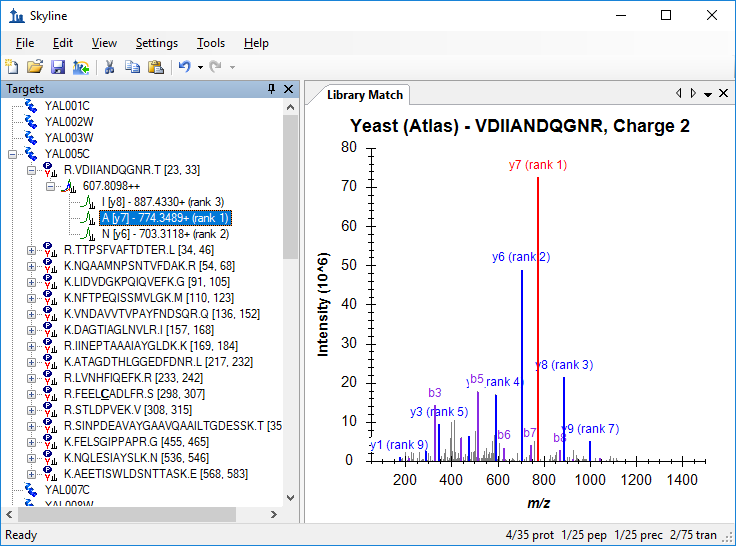 Skyline
File Edit View Settings Tools Help
Targets
YAL001C
YAL002W
YAL003W
YAL005C
R.VDIIANDQGNR.T [23, 33]
607.8098++
I [y8] - 887.4330+ (rank 3)
A [y7] - 774.3489+ (rank 1)
N [y6] - 703.3118+ (rank 2)
R.TTPSFVAFTDTER.L [34, 46]
K.NQAAMNPSNTVFDAK.R [54, 68]
K.LIDVDGKPQIQVEFK.G [91, 105]
K.NFTPEQISSMVLGK.M [110, 123]
K.VNDAVVTVPAYFNDSQR.Q [136, 152]
K.DAGTIAGLNVLR.I [157, 168]
R.IINEPTAAAIAYGLDK.K [169, 184]
K.ATAGDTHLGGEDFDNR.L [217, 232]
R.LVNHFIQEFK.R [233, 242]
R.FEELCADLFR.S [298, 307]
R.STLDPVEK.V [308, 315]
R.SINPDEAVAYGAAVQAAILTGDESSK.T [35
K.FELSGIPPAPR.G [455, 465]
K.NQLESIAYSLK.N [536, 546]
K.AEETISWLDSNTTASK.E [568, 583]
YAL007C
YAL008W
Library Match
Yeast (Atlas) - VDIIANDQGNR, Charge 2
Intensity (10^6)
80
70
60
50
40
30
20
10
0
y7 (rank 1)
y6 (rank 2)
y8 (rank 3)
b3
b5
rank 4)
y3 (rank 5)
y9 (rank 7)
y1 (rank 9)
b6
b7
b8
200 400 600 800 1000 1200 1400
m/z
Ready
4/35 prot 1/25 pep 1/25 prec 2/75 tran